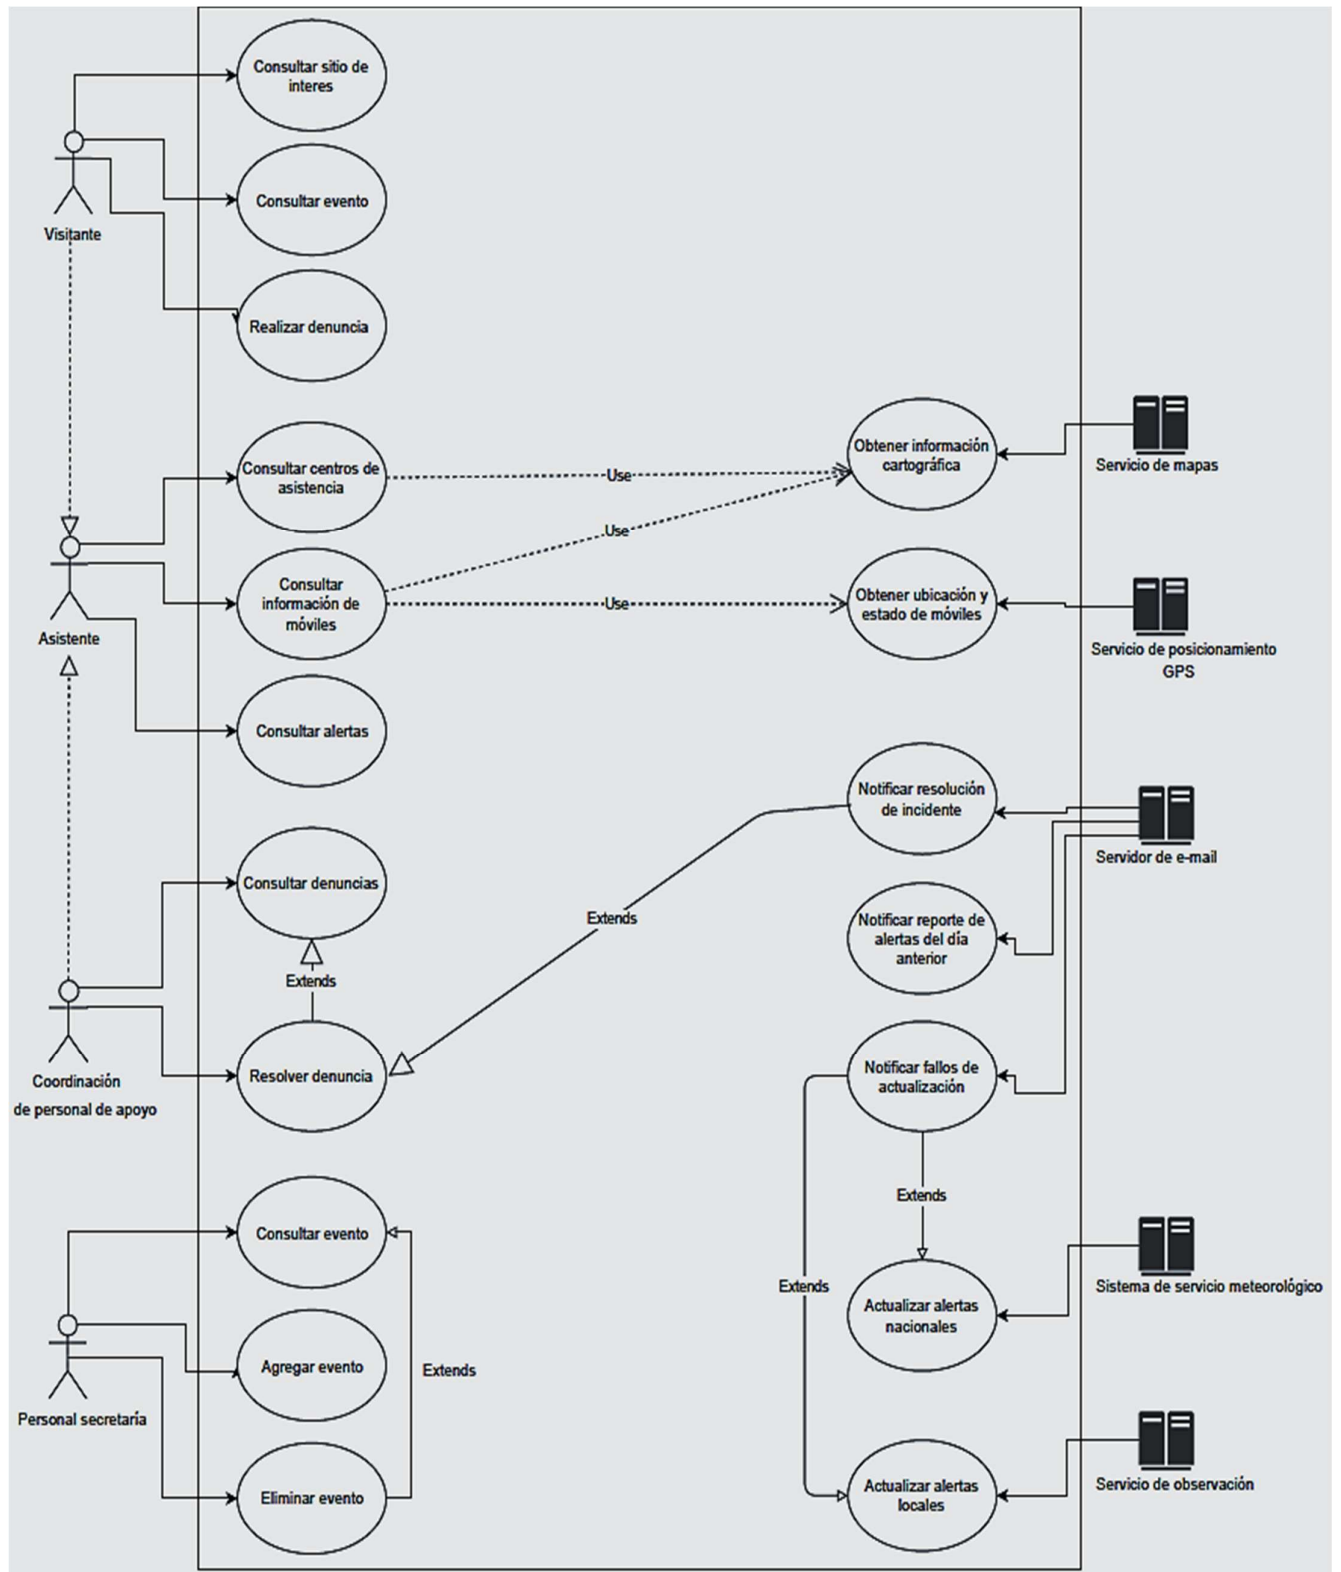 Consultar sitio de
interes
Consultar evento
Visitante
Realizar denuncia
Consultar centros de
asistencia
Use
Obtener información
cartográfica
Servicio de mapas
Use
Consultar
información de
móviles
Use
Obtener ubicación y
estado de móviles
Asistente
Servicio de posicionamiento
GPS
Consultar alertas
Notificar resolución
de incidente
Servidor de e-mail
Consultar denuncias
Extends
Notificar reporte de
alertas del día
anterior
Extends
Resolver denuncia
Notificar fallos de
actualización
Coordinación
de personal de apoyo
Extends
Consultar evento
Extends
Sistema de servicio meteorológico
Actualizar alertas
nacionales
Agregar evento
Extends
Personal secretaría
Eliminar evento
Actualizar alertas
locales
Servicio de observación